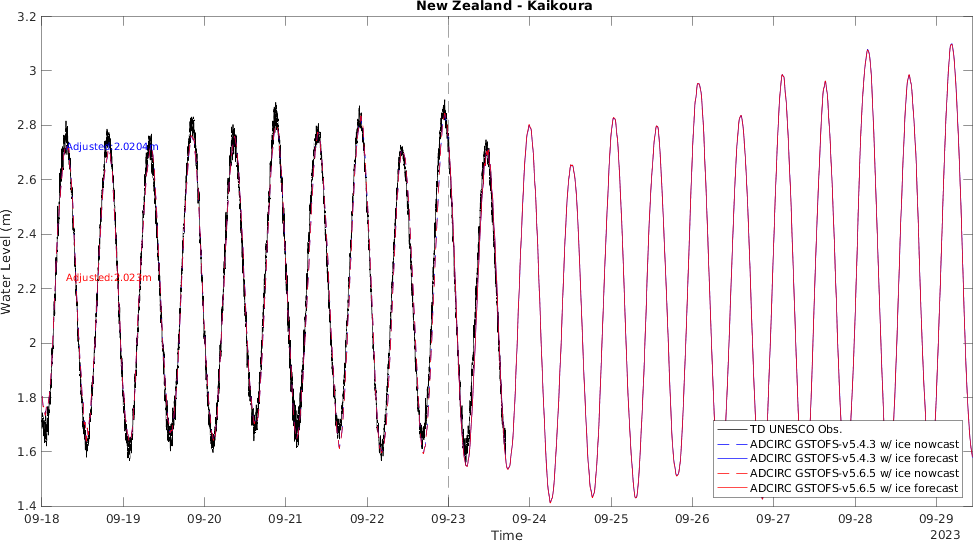 New Zealand - Kaikoura
3.2
3
2.8
2.6
2.4
2.2
2
1.8
1.6
1.4
Water Level (m)
Adjusted:2.0204m
Adjusted:2.023m
TD UNESCO Obs.
ADCIRC GSTOFS-v5.4.3 w/ ice nowcast
ADCIRC GSTOFS-v5.4.3 w/ ice forecast
ADCIRC GSTOFS-v5.6.5 w/ ice nowcast
ADCIRC GSTOFS-v5.6.5 w/ ice forecast
09-18 09-19 09-20 09-21 09-22 09-23 09-24 09-25 09-26 09-27 09-28 09-29
Time
2023